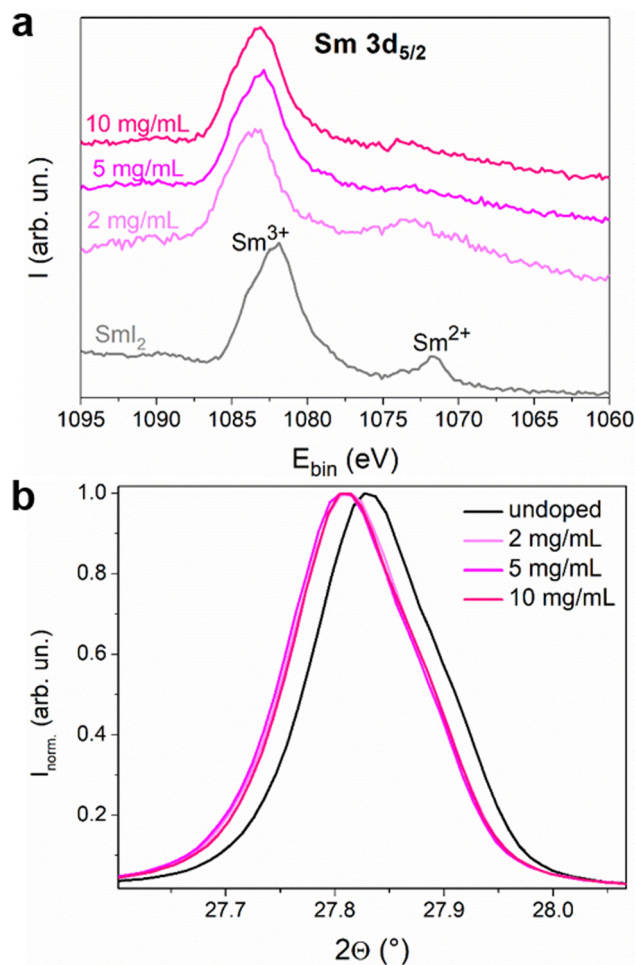 a
Sm 3d5/2
10 mg/mL
5 mg/mL
2 mg/mL
Sm3+
SmI2
Sm2+
I (arb. un.)
1095 1090 1085 1080 1075 1070 1065 1060
Ebin (eV)
b
undoped
2 mg/mL
5 mg/mL
10 mg/mL
1.0
0.8
0.6
0.4
0.2
Inorm. (arb. un.)
27.7 27.8 27.9 28.0
2Θ (°)